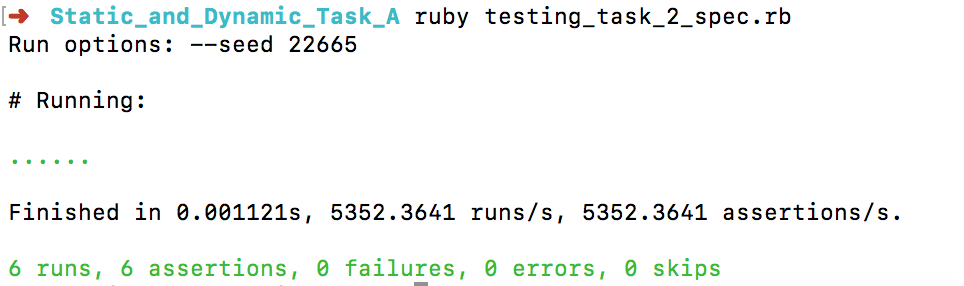 [➜ Static_and_Dynamic_Task_A ruby testing_task_2_spec.rb
Run options: --seed 22665
# Running:
......
Finished in 0.001121s, 5352.3641 runs/s, 5352.3641 assertions/s.
6 runs, 6 assertions, 0 failures, 0 errors, 0 skips